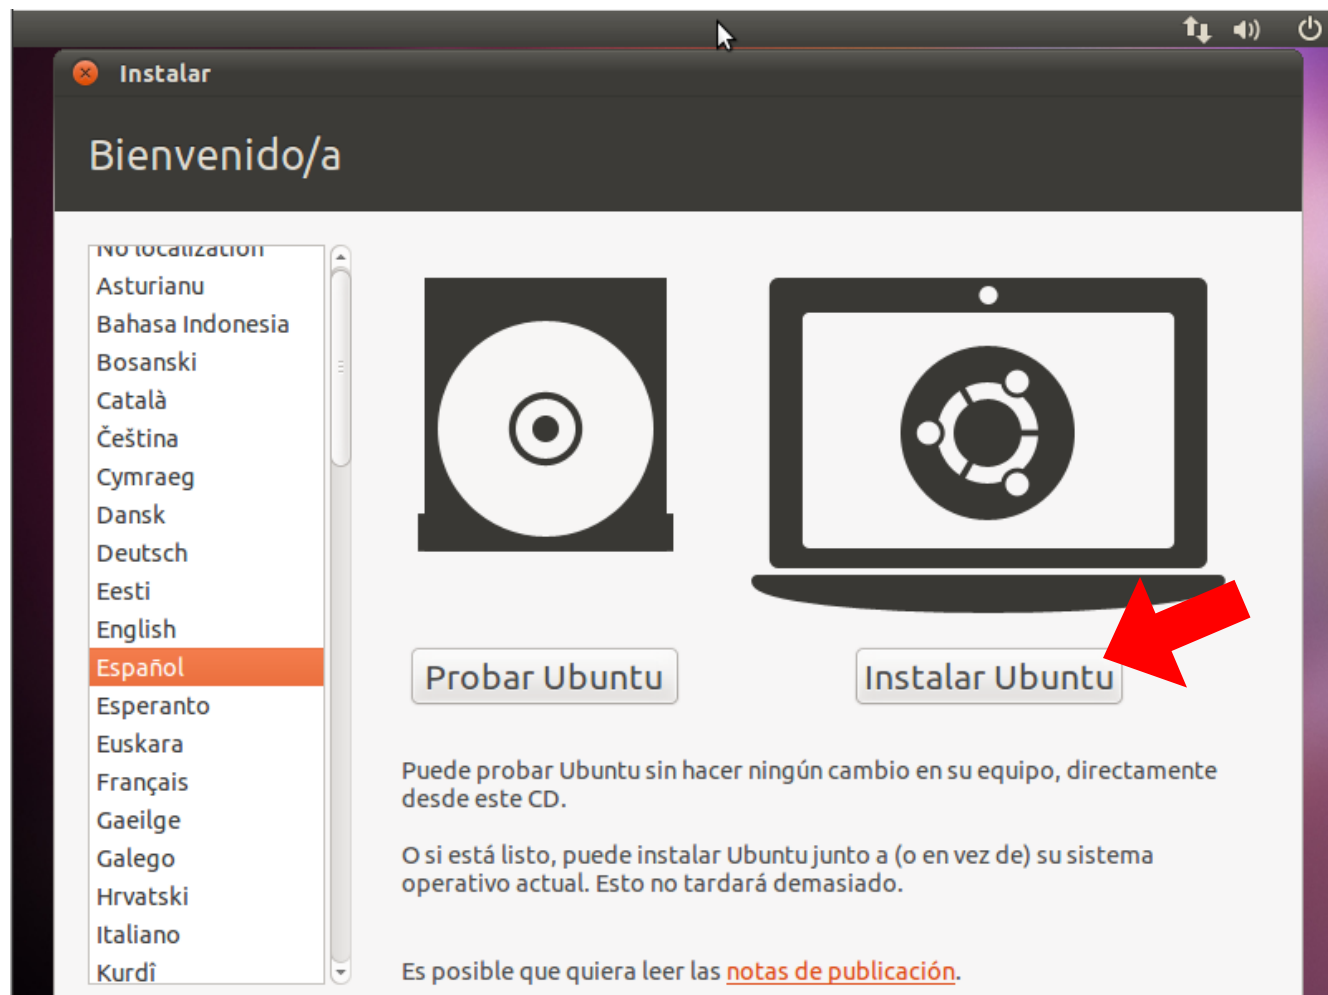 Instalar
Bienvenido/a
No localization
Asturianu
Bahasa Indonesia
Bosanski
Català
Čeština
Cymraeg
Dansk
Deutsch
Eesti
English
Español
Esperanto
Euskara
Français
Gaeilge
Galego
Hrvatski
Italiano
Kurdî
Probar Ubuntu
Instalar Ubuntu
Puede probar Ubuntu sin hacer ningún cambio en su equipo, directamente
desde este CD.
O si está listo, puede instalar Ubuntu junto a (o en vez de) su sistema
operativo actual. Esto no tardará demasiado.
Es posible que quiera leer las notas de publicación.